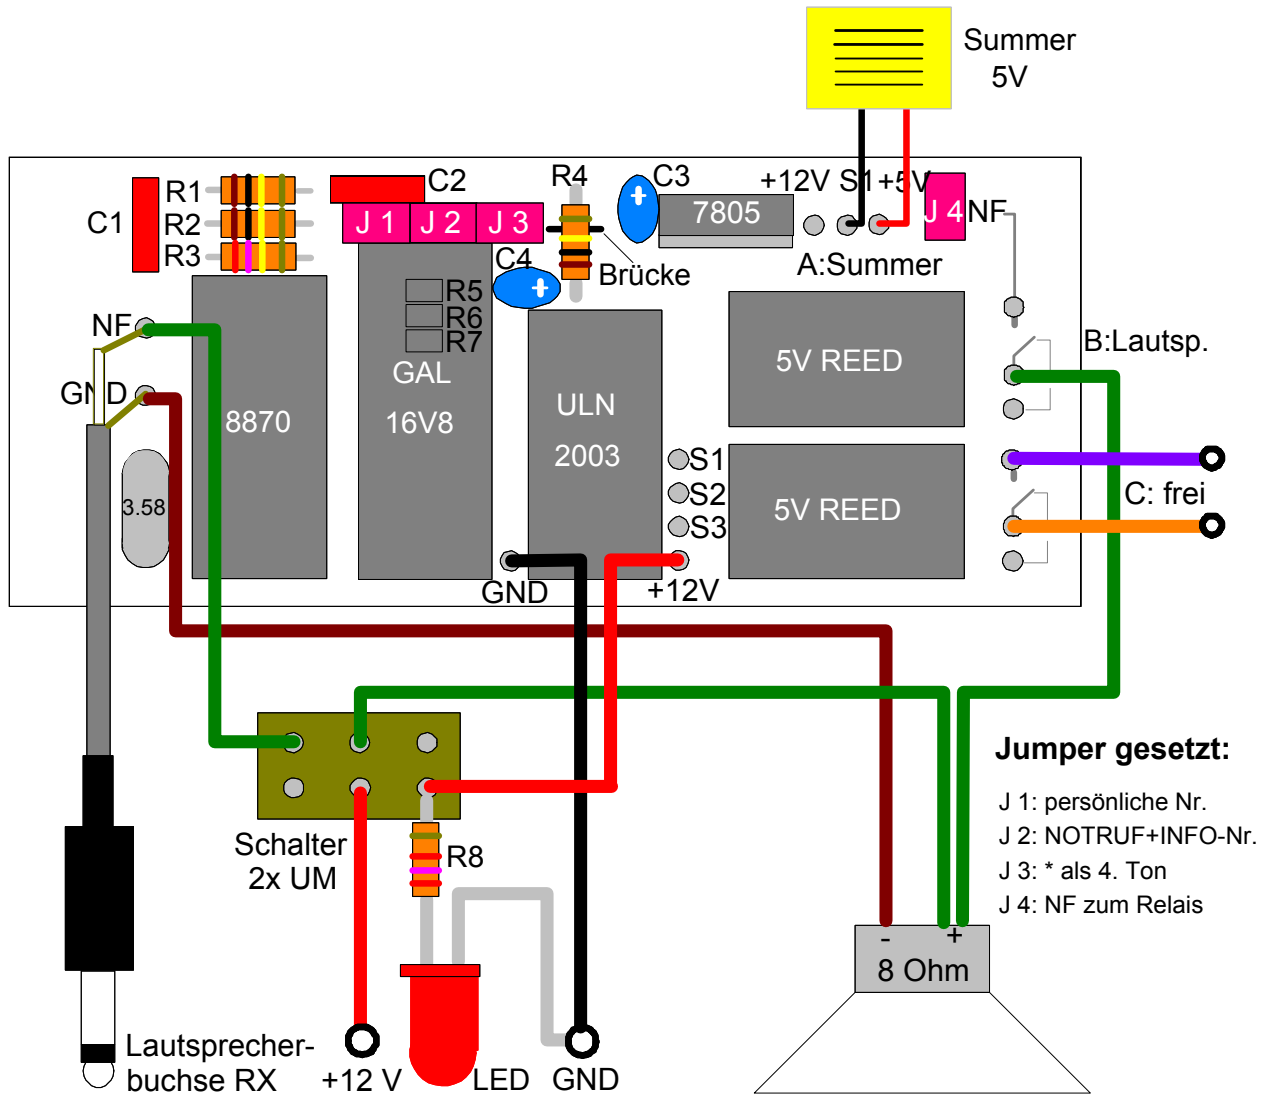 Summer
5V
R1
R2
R3
C1
C2
J 1
J 2
J 3
R4
C3
7805
+12V
S1
+5V
J 4
NF
A:Summer
Brücke
C4
R5
R6
R7
GAL
16V8
8870
ULN
2003
5V REED
5V REED
B:Lautsp.
C: frei
NF
GND
3.58
S1
S2
S3
+12V
GND
Schalter
2x UM
R8
Jumper gesetzt:
J 1: persönliche Nr.
J 2: NOTRUF+INFO-Nr.
J 3: * als 4. Ton
J 4: NF zum Relais
-
+
8 Ohm
Lautsprecher-
buchse RX
+12 V
LED
GND